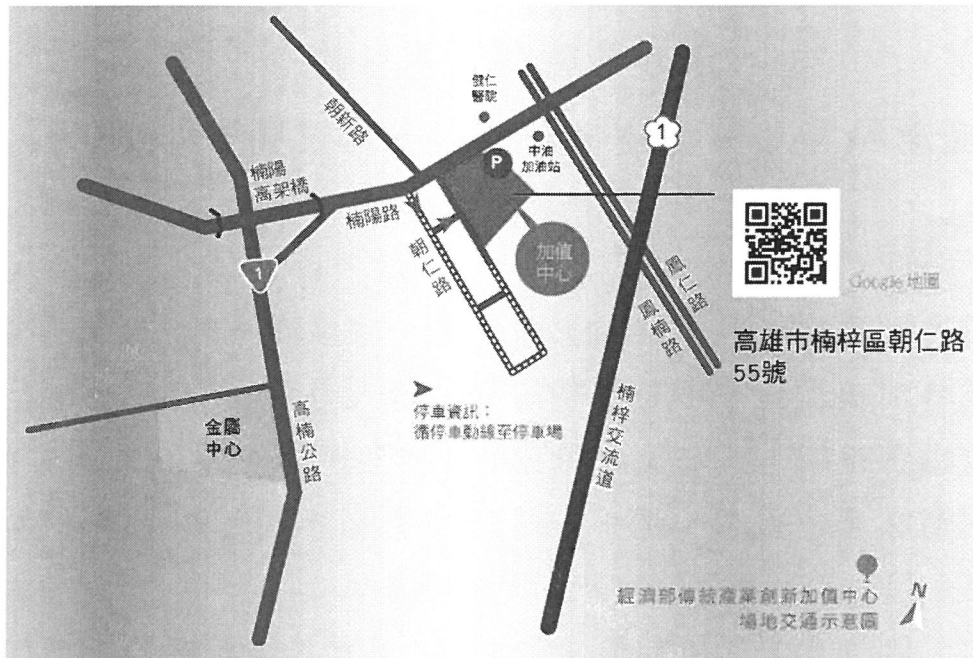 健仁
醫院
朝新路
1
中油
加油站
P
楠陽
高架橋
楠陽路
朝仁路
加值
中心
1
鳳仁路
鳳楠路
Google 地圖
高雄市楠梓區朝仁路
55號
停車資訊：
循停車動線至停車場
金屬
中心
高楠公路
楠梓交流道
經濟部傳統產業創新加值中心
場地交通示意圖
N